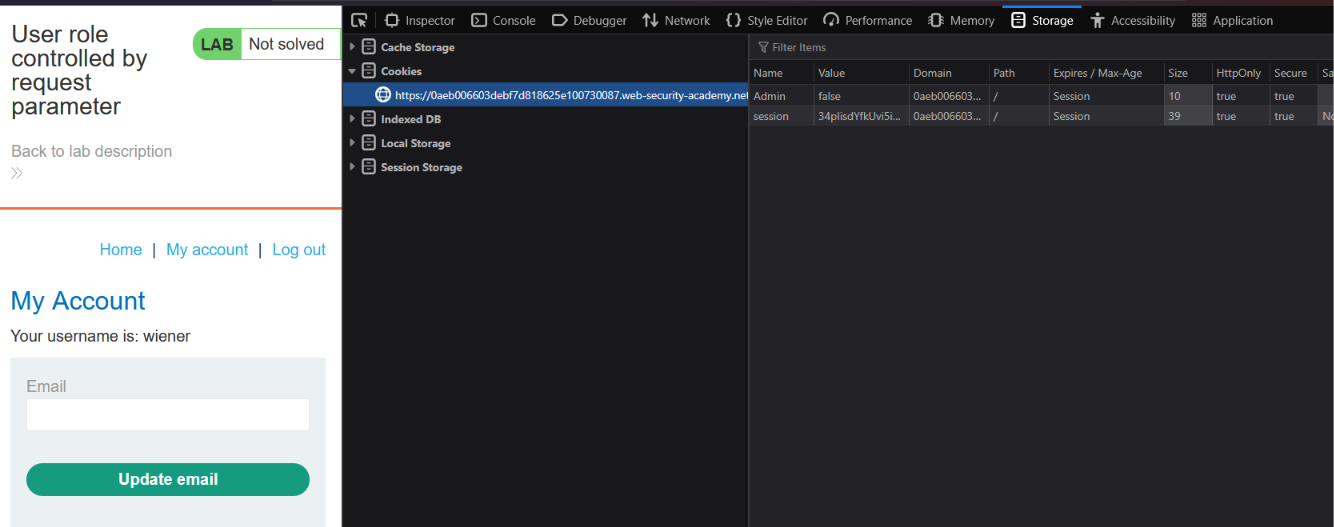 User role
controlled by
request
parameter
LAB Not solved
Back to lab description
Home | My account | Log out
My Account
Your username is: wiener
Email
Update email
Inspector Console Debugger Network Style Editor Performance Memory Storage Accessibility Application
Cache Storage
Cookies
https://0aeb006603debf7d818625e100730087.web-security-academy.net
Indexed DB
Local Storage
Session Storage
Filter Items
Name Value Domain Path Expires / Max-Age Size HttpOnly Secure Sa
Admin false 0aeb006603... / Session 10 true true
session 0aeb006603... / Session 39 true true No